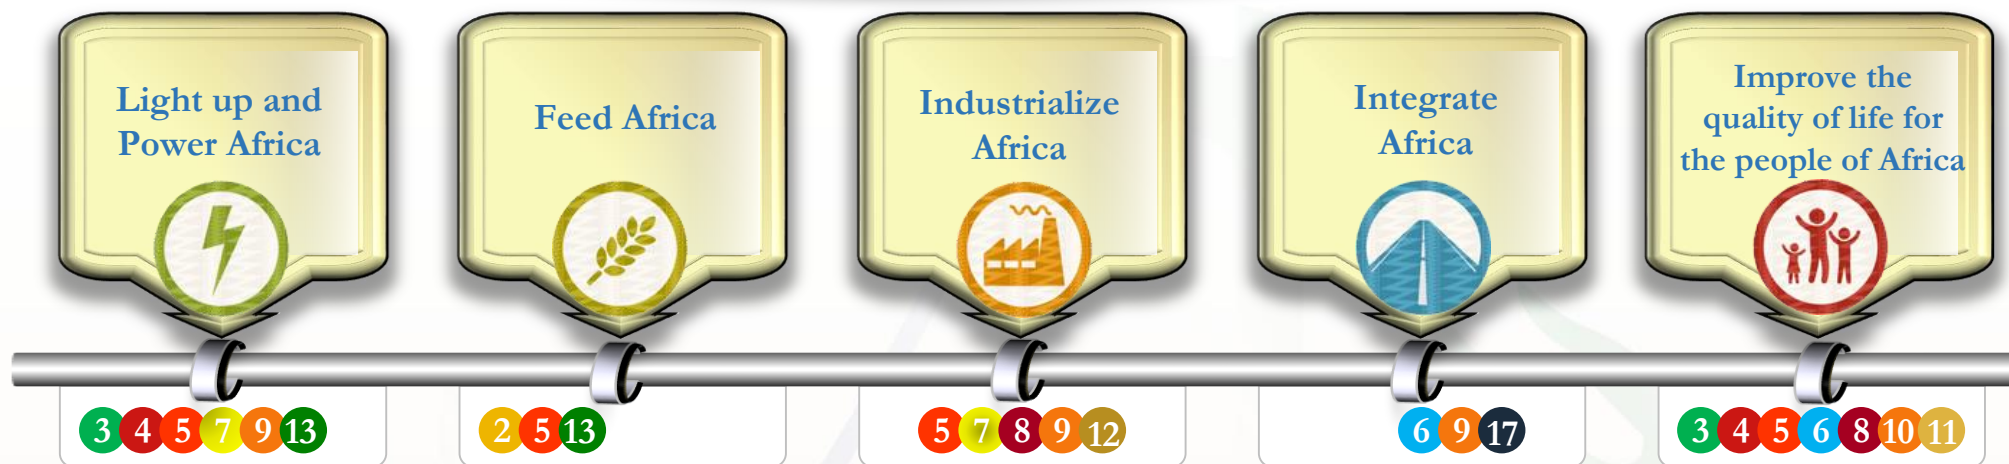 Light up and
Power Africa
Feed Africa
Industrialize
Africa
Integrate
Africa
Improve the
quality of life for
the people of Africa
3 4 5 7 9 13
2 5 13
5 7 8 9 12
6 9 17
3 4 5 6 8 10 11